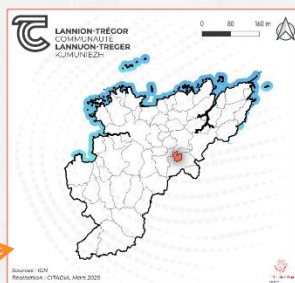 LANNION-TRÉGOR
COMMUNAUTÉ
LANNUON-TREGER
KUMUNIEZH
0 80 160 m
Sources : IGN
Réalisation : CITADIA, Mars 2025